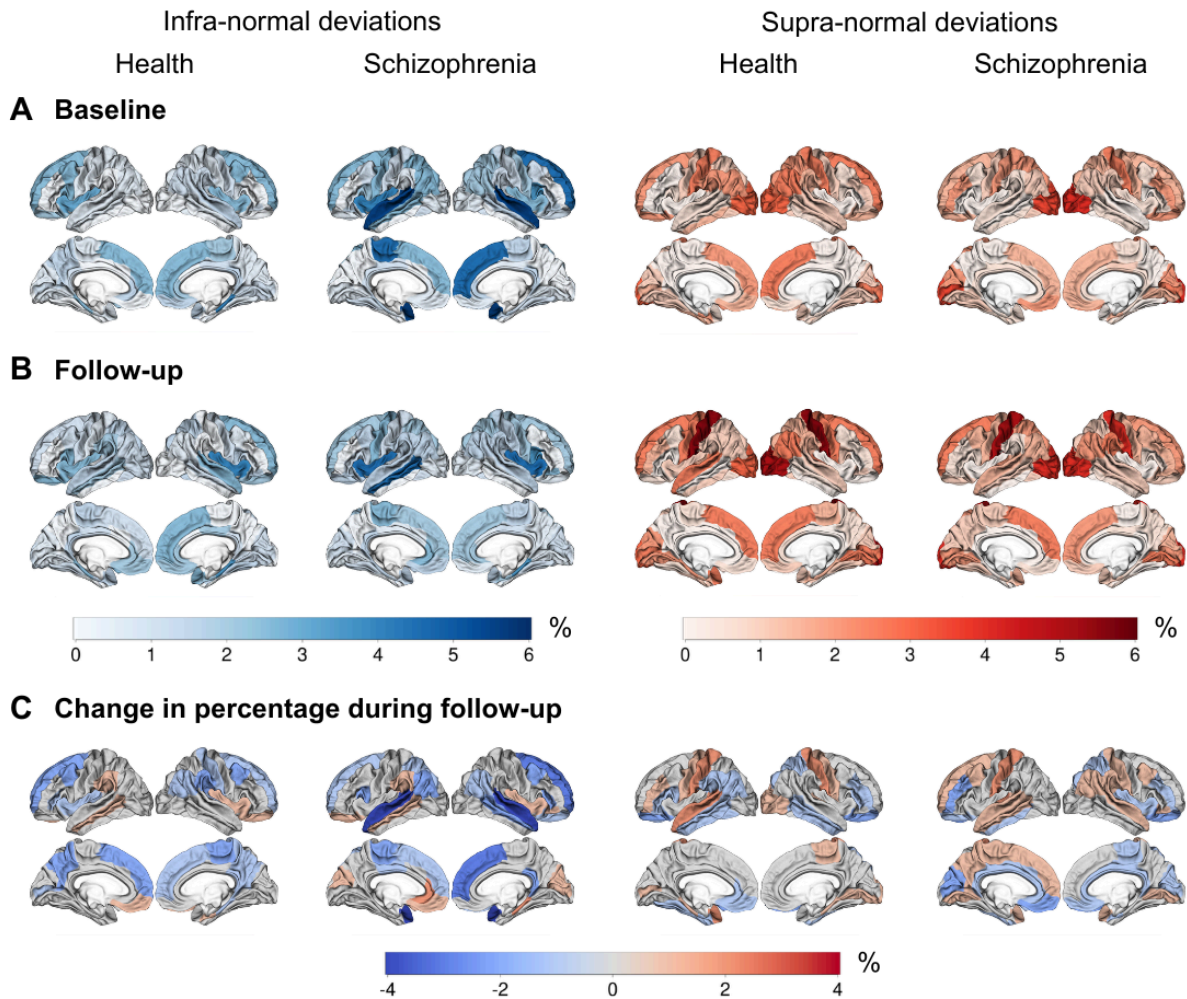 Infra-normal deviations Supra-normal deviations
Health Schizophrenia Health Schizophrenia
A Baseline
B Follow-up
% %
0 1 2 3 4 5 6 0 1 2 3 4 5 6
C Change in percentage during follow-up
%
-4 -2 0 2 4